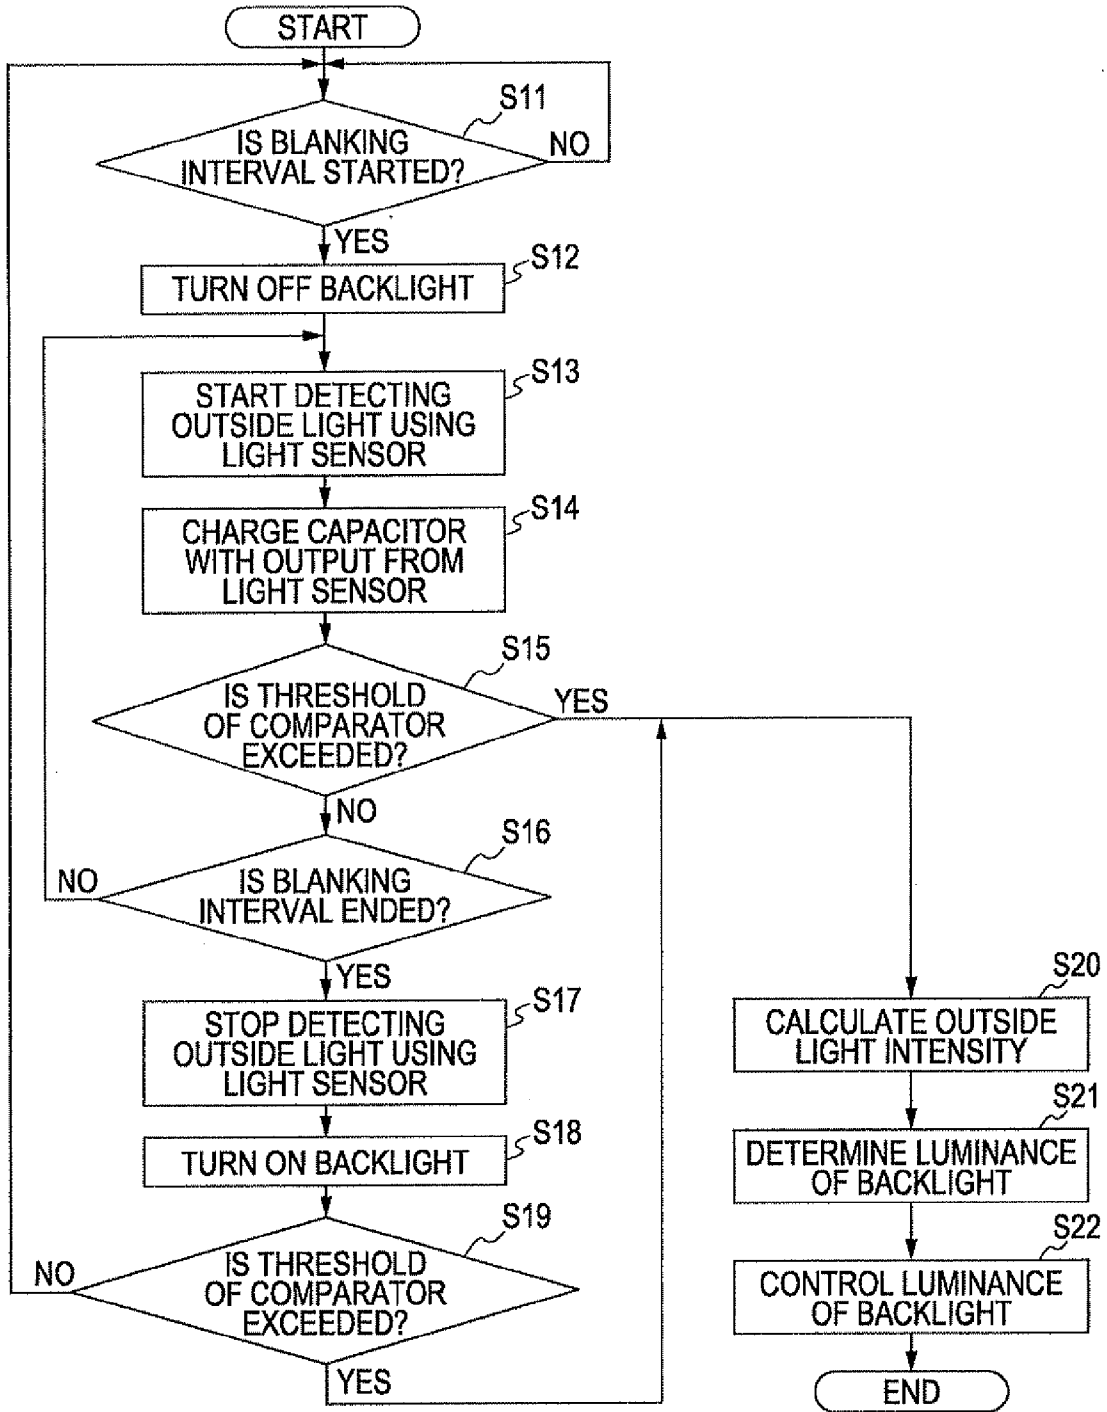 START
S11
IS BLANKING
INTERVAL STARTED?
NO
YES
S12
TURN OFF BACKLIGHT
S13
START DETECTING
OUTSIDE LIGHT USING
LIGHT SENSOR
S14
CHARGE CAPACITOR
WITH OUTPUT FROM
LIGHT SENSOR
S15
IS THRESHOLD
OF COMPARATOR
EXCEEDED?
YES
NO
S16
IS BLANKING
INTERVAL ENDED?
NO
YES
S17
STOP DETECTING
OUTSIDE LIGHT USING
LIGHT SENSOR
S18
TURN ON BACKLIGHT
S19
IS THRESHOLD
OF COMPARATOR
EXCEEDED?
NO
YES
S20
CALCULATE OUTSIDE
LIGHT INTENSITY
S21
DETERMINE LUMINANCE
OF BACKLIGHT
S22
CONTROL LUMINANCE
OF BACKLIGHT
END